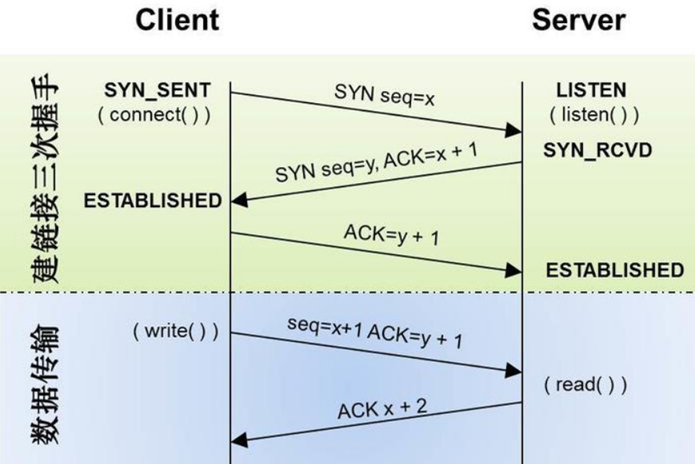 Client
Server
建链接三次握手
SYN_SENT
( connect( ) )
SYN seq=x
LISTEN
( listen( ) )
SYN_RCVD
SYN seq=y, ACK=x + 1
ESTABLISHED
ACK=y + 1
ESTABLISHED
数据传输
( write( ) )
seq=x+1 ACK=y + 1
( read( ) )
ACK x + 2